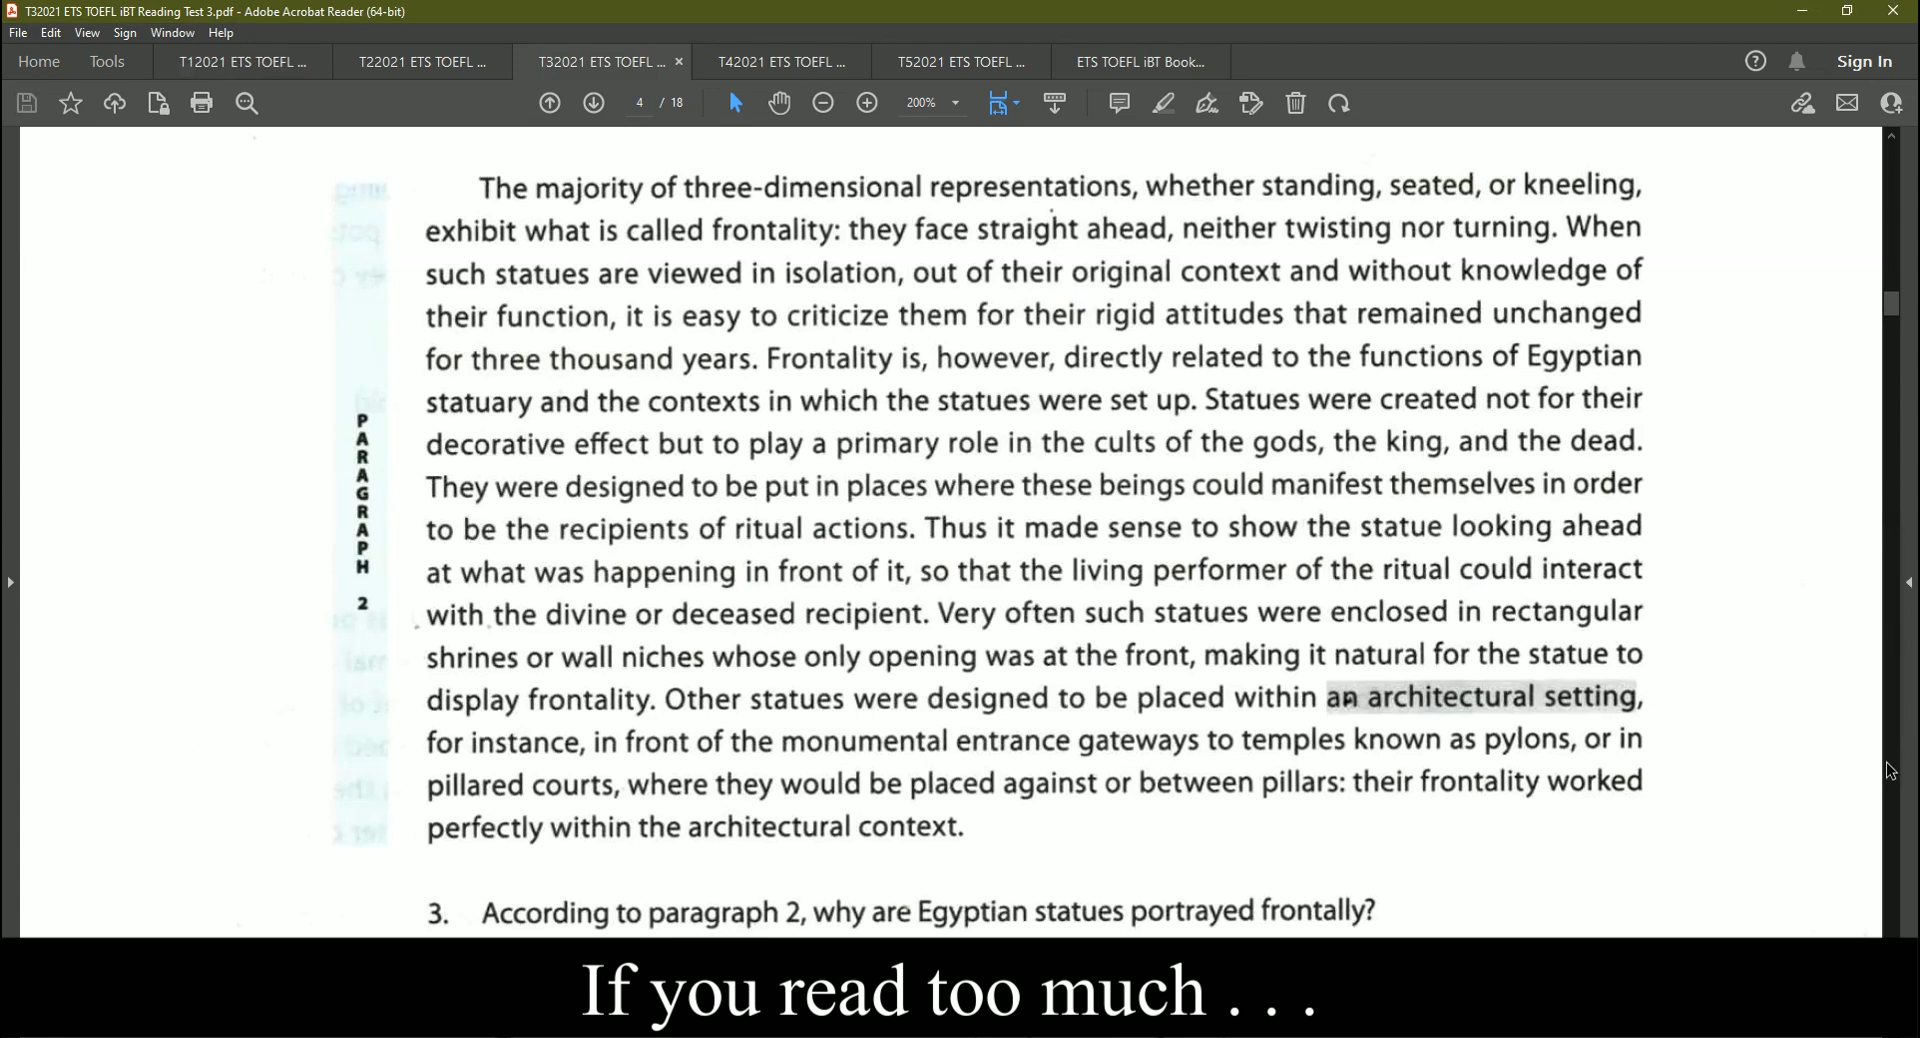 T32021 ETS TOEFL iBT Reading Test 3.pdf - Adobe Acrobat Reader (64-bit)
File Edit View Sign Window Help
Home Tools T12021 ETS TOEFL ... T22021 ETS TOEFL ... T32021 ETS TOEFL ... × T42021 ETS TOEFL ... T52021 ETS TOEFL ... ETS TOEFL iBT Book... Sign In
4 / 18 200%
The majority of three-dimensional representations, whether standing, seated, or kneeling,
exhibit what is called frontality: they face straight ahead, neither twisting nor turning. When
such statues are viewed in isolation, out of their original context and without knowledge of
their function, it is easy to criticize them for their rigid attitudes that remained unchanged
for three thousand years. Frontality is, however, directly related to the functions of Egyptian
statuary and the contexts in which the statues were set up. Statues were created not for their
decorative effect but to play a primary role in the cults of the gods, the king, and the dead.
They were designed to be put in places where these beings could manifest themselves in order
to be the recipients of ritual actions. Thus it made sense to show the statue looking ahead
at what was happening in front of it, so that the living performer of the ritual could interact
with the divine or deceased recipient. Very often such statues were enclosed in rectangular
shrines or wall niches whose only opening was at the front, making it natural for the statue to
display frontality. Other statues were designed to be placed within an architectural setting,
for instance, in front of the monumental entrance gateways to temples known as pylons, or in
pillared courts, where they would be placed against or between pillars: their frontality worked
perfectly within the architectural context.
PARAGRAPH 2
3. According to paragraph 2, why are Egyptian statues portrayed frontally?
If you read too much . . .